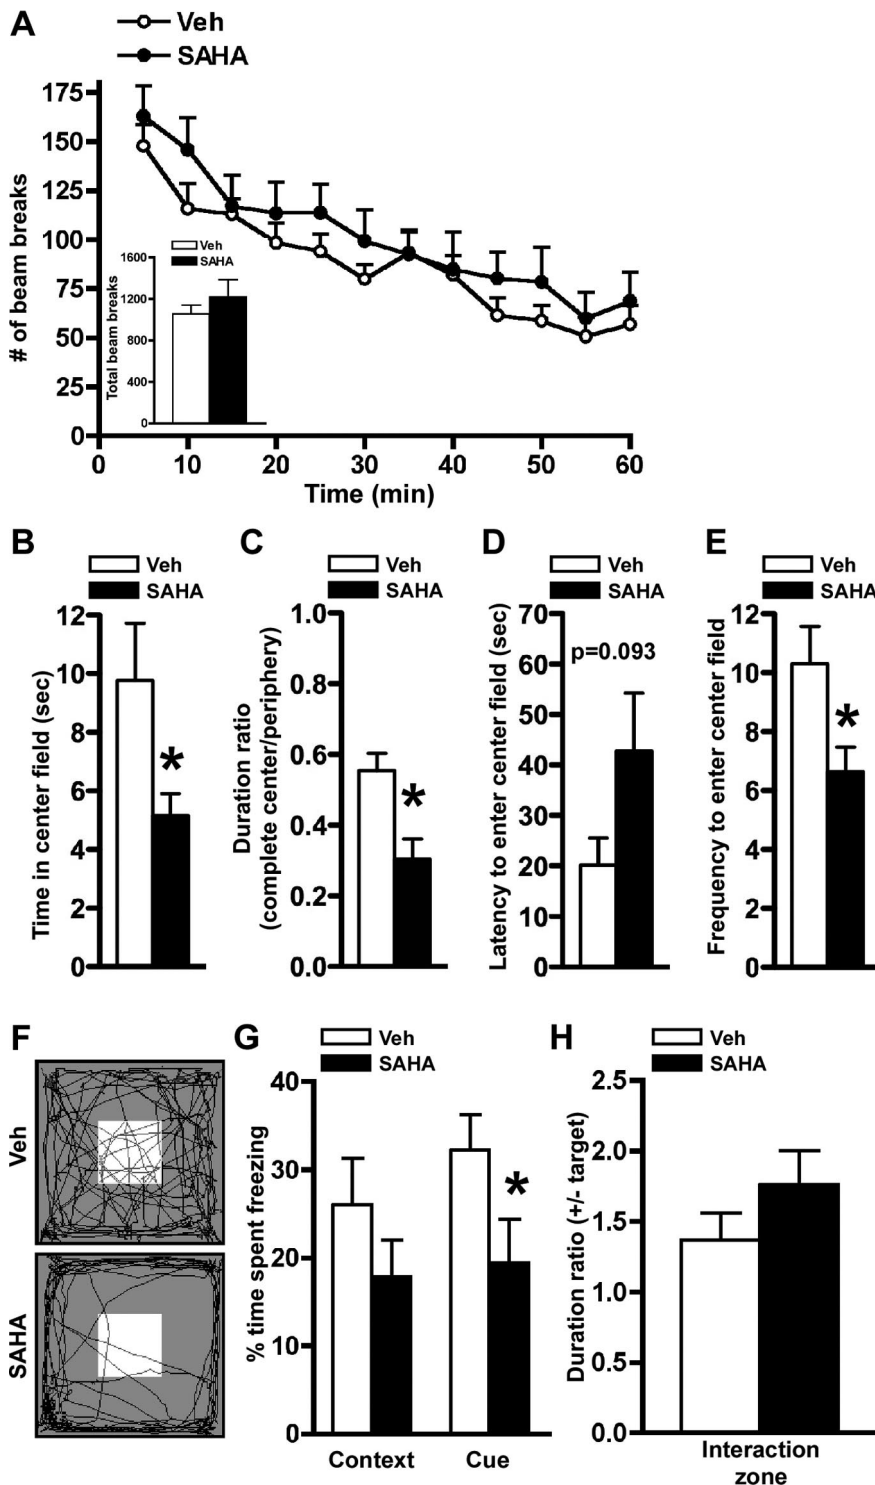 A
Veh
SAHA
# of beam breaks
175
150
125
100
75
50
25
0
0 10 20 30 40 50 60
Time (min)
Veh
SAHA
Total beam breaks
1600
1200
800
400
0
B
Veh
SAHA
Time in center field (sec)
12
10
8
6
4
2
0
*
C
Veh
SAHA
Duration ratio
(complete center/periphery)
1.0
0.8
0.6
0.4
0.2
0.0
*
D
Veh
SAHA
Latency to enter center field (sec)
70
60
50
40
30
20
10
0
p=0.093
E
Veh
SAHA
Frequency to enter center field
12
10
8
6
4
2
0
*
F
Veh
SAHA
G
Veh
SAHA
% time spent freezing
40
30
20
10
0
*
Context Cue
H
Veh
SAHA
Duration ratio (+/- target)
2.5
2.0
1.5
1.0
0.5
0.0
Interaction
zone